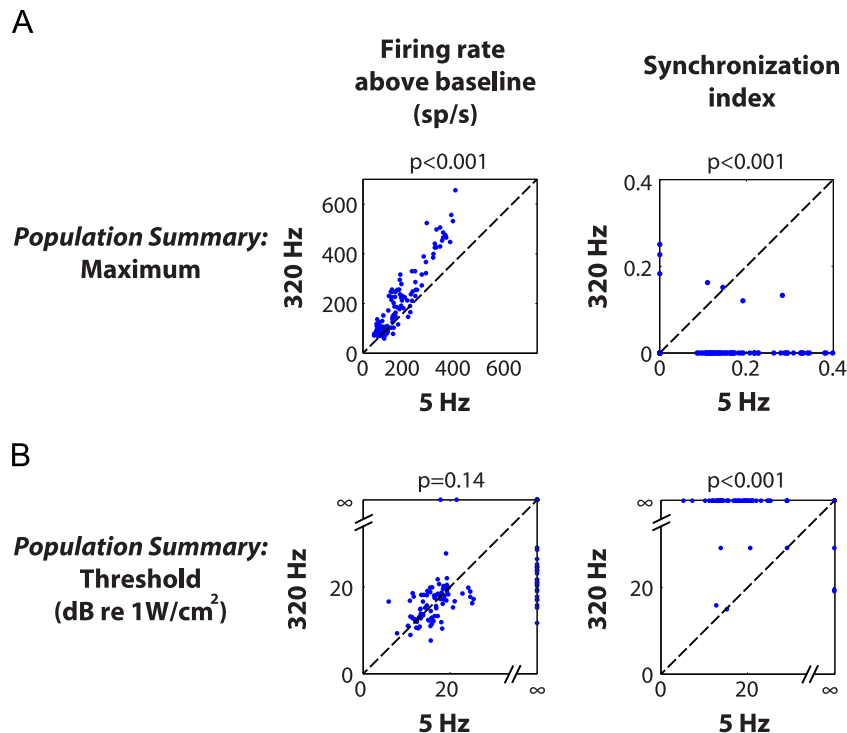 A
Firing rate
above baseline
(sp/s)
Synchronization
index
p<0.001
p<0.001
Population Summary:
Maximum
320 Hz
600
400
200
0
0 200 400 600
5 Hz
320 Hz
0.4
0.2
0
0 0.2 0.4
5 Hz
B
p=0.14
p<0.001
Population Summary:
Threshold
(dB re 1W/cm²)
320 Hz
∞
20
0
0 20 ∞
5 Hz
320 Hz
∞
20
0
0 20 ∞
5 Hz